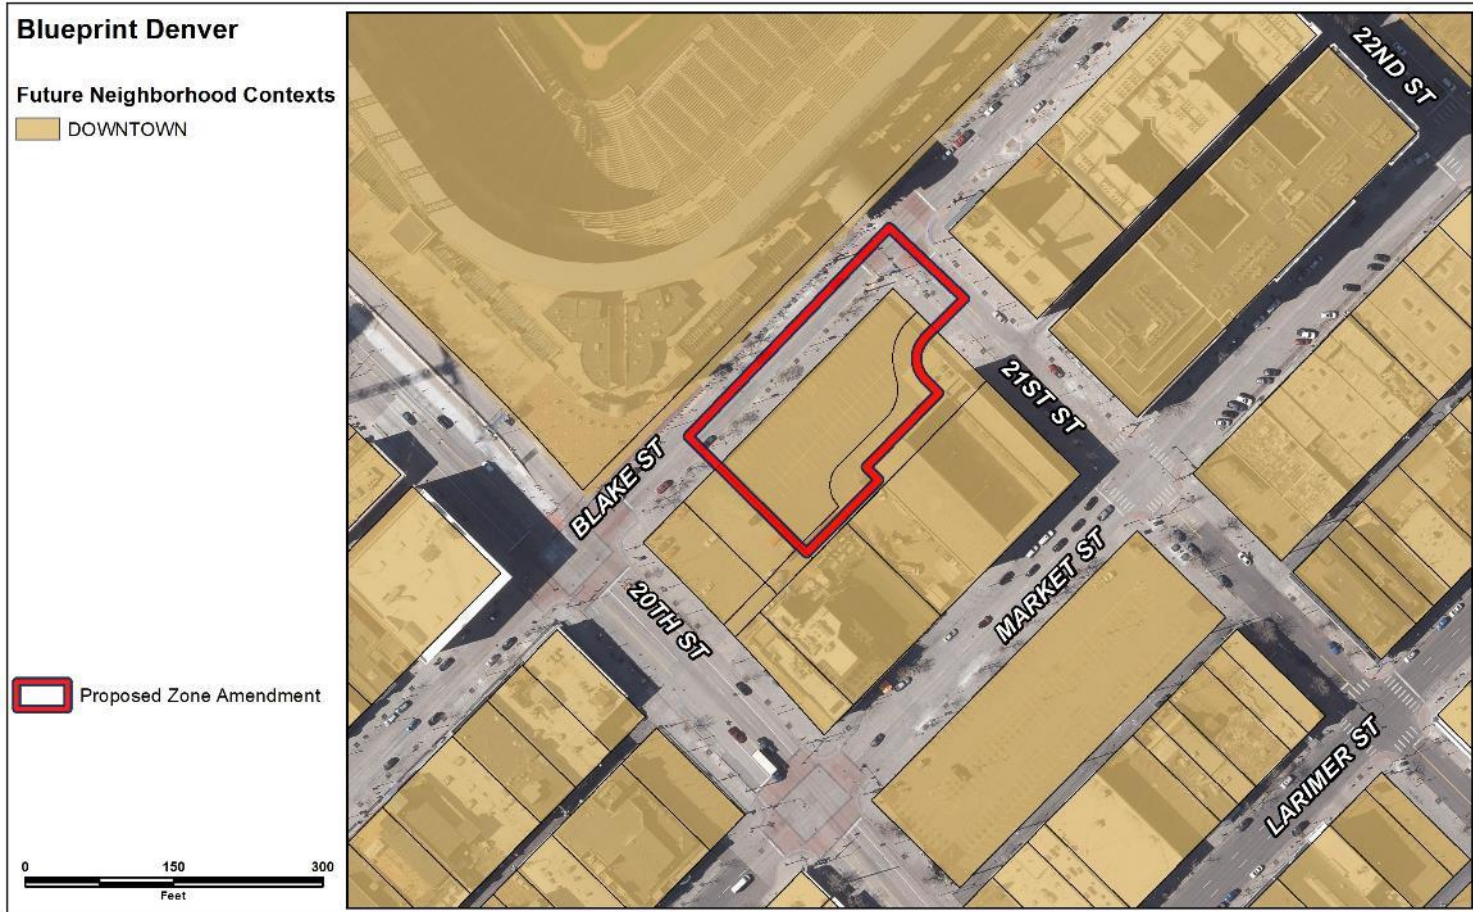 Blueprint Denver
Future Neighborhood Contexts
DOWNTOWN
Proposed Zone Amendment
0 150 300
Feet
22ND ST
21ST ST
BLAKE ST
MARKET ST
20TH ST
LARIMER ST